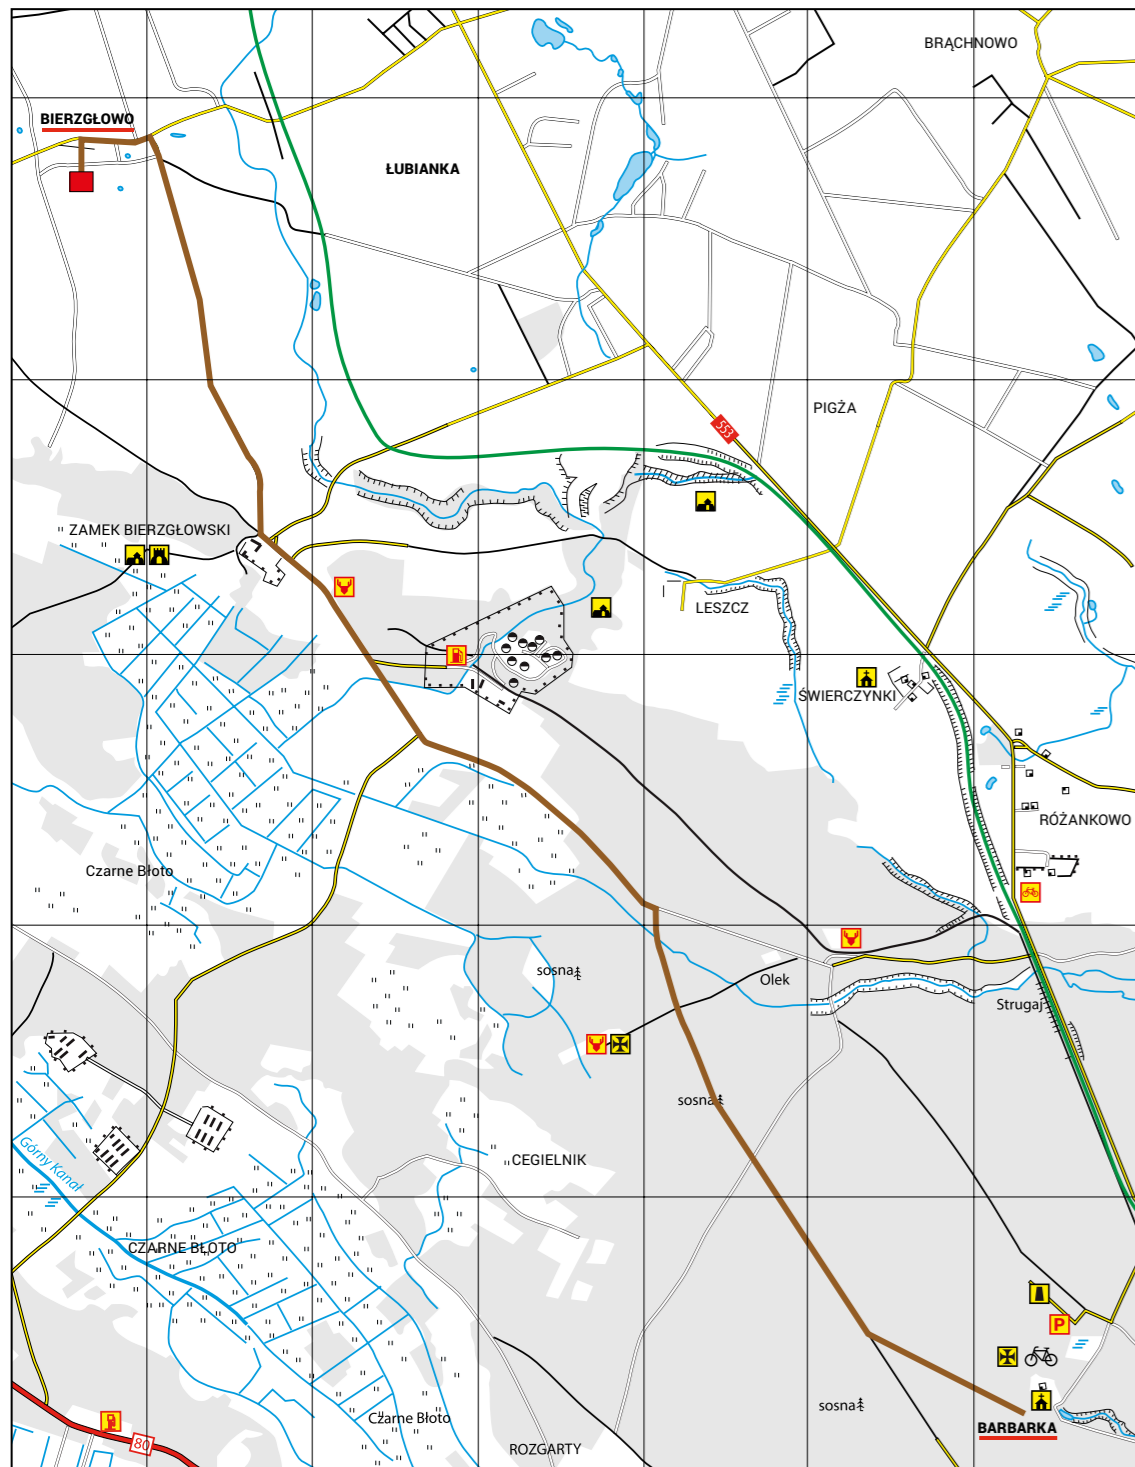 BRĄCHNOWO
BIERZGŁOWO
ŁUBIANKA
PIGŻA
553
ZAMEK BIERZGŁOWSKI
LESZCZ
ŚWIERCZYNKI
RÓŻANKOWO
Czarne Błoto
sosna
Olek
Strugaj
sosna
Górny Kanał
CEGIELNIK
CZARNE BŁOTO
P
sosna
Czarne Błoto
BARBARKA
80
ROZGARTY